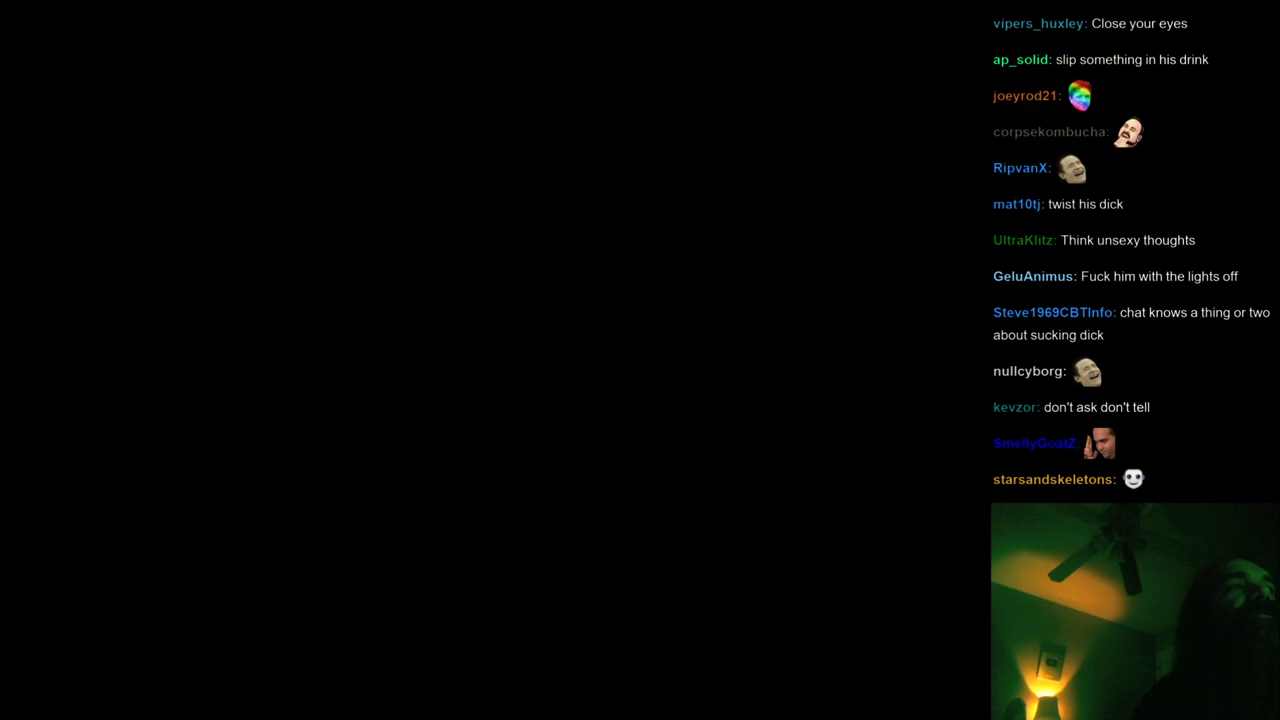 vipers_huxley: Close your eyes
ap_solid: slip something in his drink
joeyrod21:
corpsekombucha:
RipvanX:
mat10tj: twist his dick
UltraKlitz: Think unsexy thoughts
GeluAnimus: Fuck him with the lights off
Steve1969CBTInfo: chat knows a thing or two
about sucking dick
nullcyborg:
kevzor: don't ask don't tell
SmellyGoatZ:
starsandskeletons: